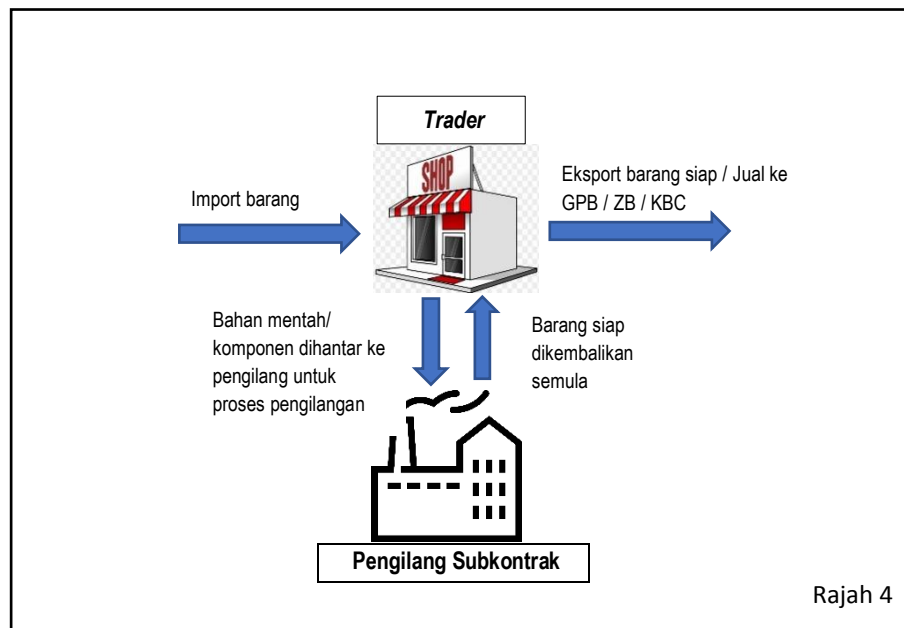 Trader
SHOP
Import barang
Eksport barang siap / Jual ke
GPB / ZB / KBC
Bahan mentah/
komponen dihantar ke
pengilang untuk
proses pengilangan
Barang siap
dikembalikan
semula
Pengilang Subkontrak
Rajah 4